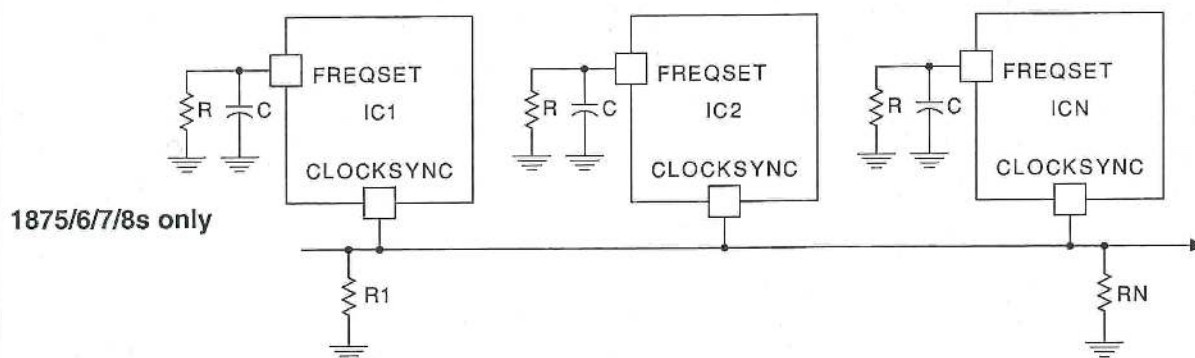 FREQSET
R
C
IC1
CLOCKSYNC
FREQSET
R
C
IC2
CLOCKSYNC
FREQSET
R
C
ICN
CLOCKSYNC
1875/6/7/8s only
R1
RN